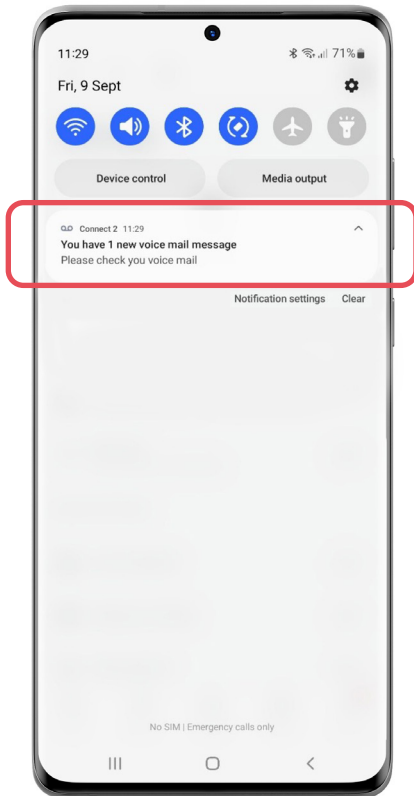 11:29 71%
Fri, 9 Sept
Device control Media output
Connect 2 11:29
You have 1 new voice mail message
Please check you voice mail
Notification settings Clear
No SIM | Emergency calls only